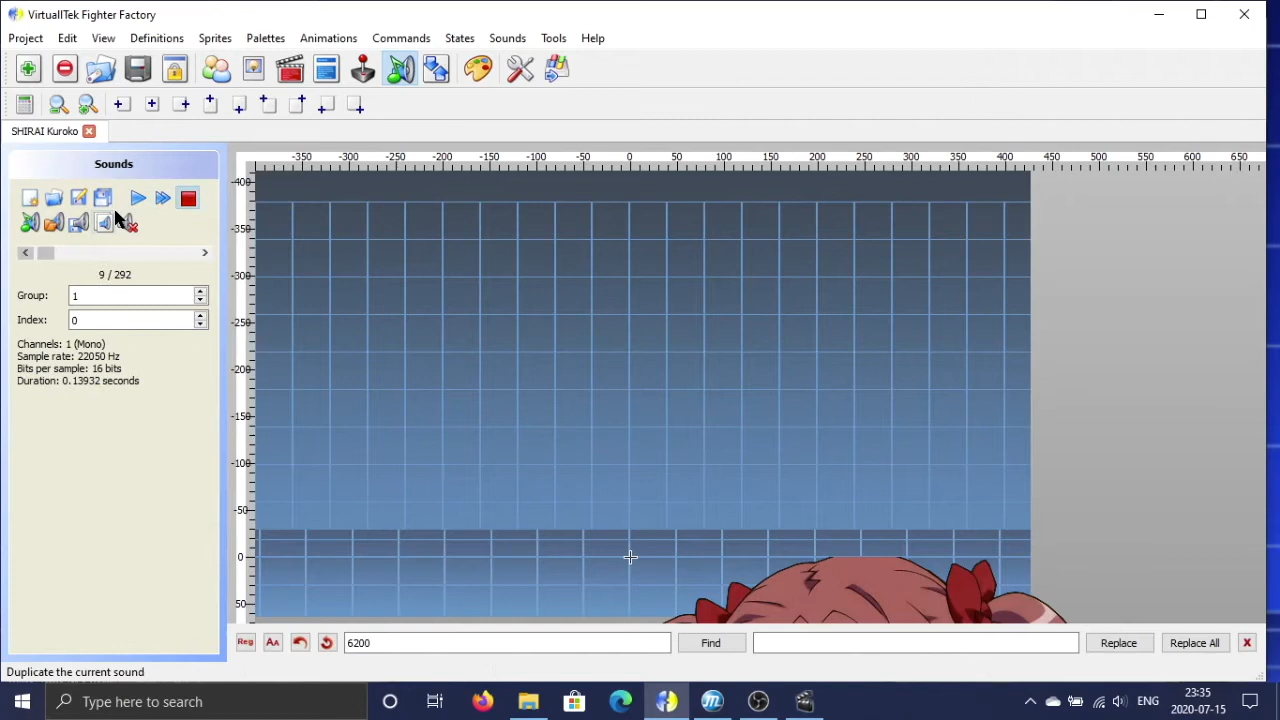 VirtuallTek Fighter Factory
Project Edit View Definitions Sprites Palettes Animations Commands States Sounds Tools Help
SHIRAI Kuroko
Sounds
9 / 292
Group: 1
Index: 0
Channels: 1 (Mono)
Sample rate: 22050 Hz
Bits per sample: 16 bits
Duration: 0.13932 seconds
-350 -300 -250 -200 -150 -100 -50 0 50 100 150 200 250 300 350 400 450 500 550 600 650
-400
-350
-300
-250
-200
-150
-100
-50
0
50
Reg AA 6200 Find Replace Replace All X
Duplicate the current sound
Type here to search
ENG
23:35
2020-07-15